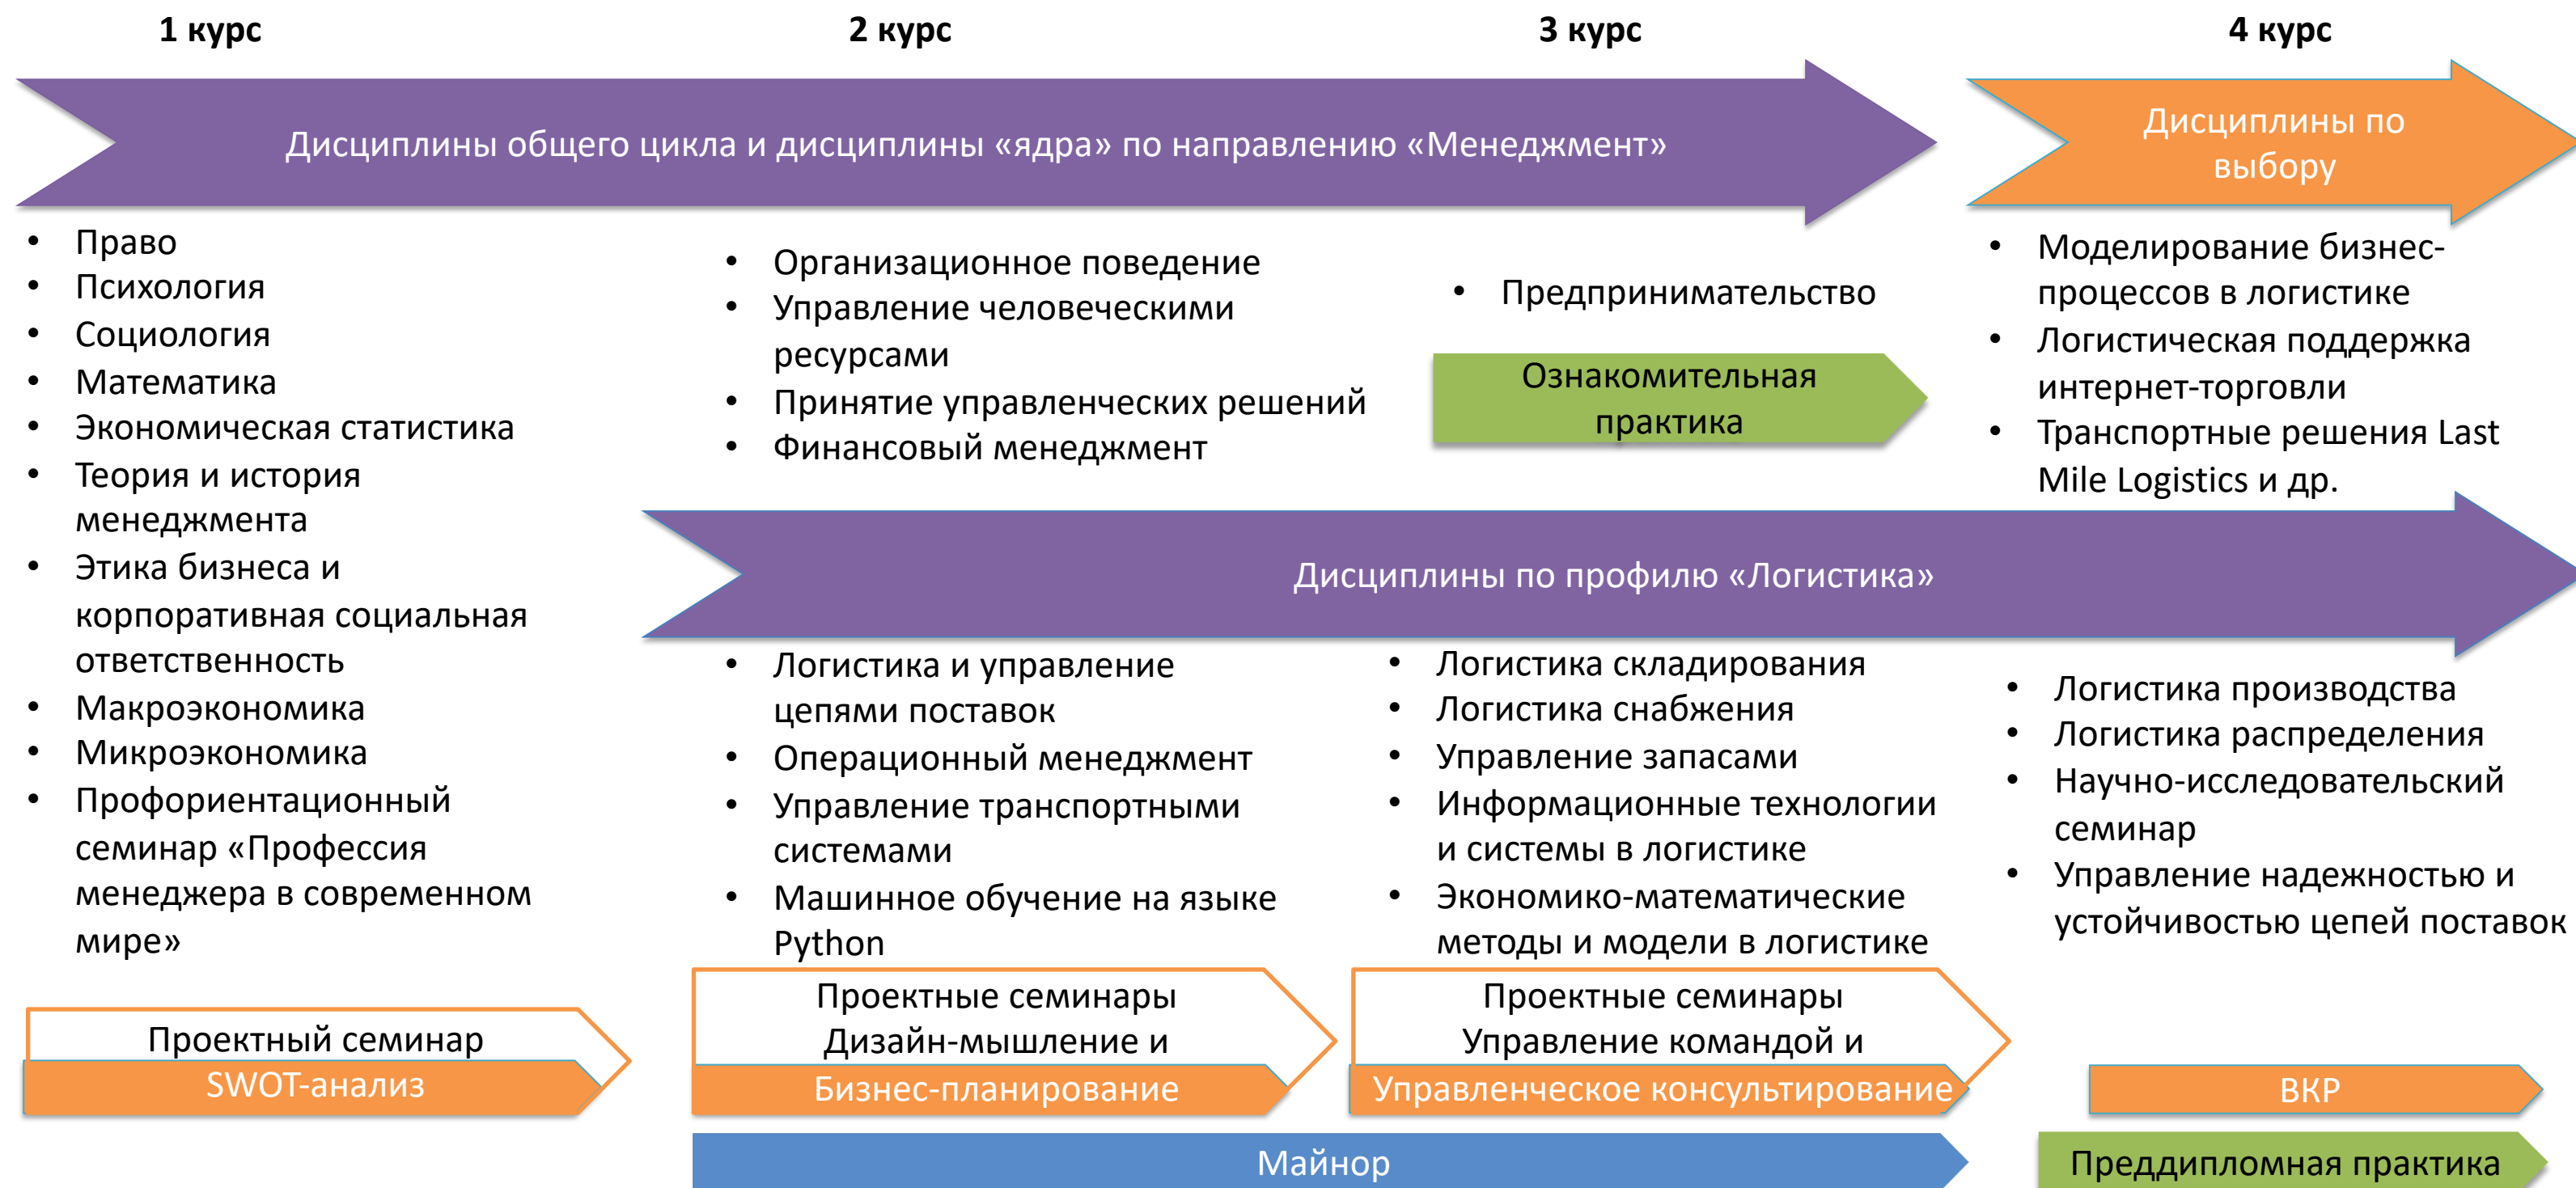 1 курс
2 курс
3 курс
4 курс
Дисциплины общего цикла и дисциплины «ядра» по направлению «Менеджмент»
Дисциплины по
выбору
• Право
• Психология
• Социология
• Математика
• Экономическая статистика
• Теория и история
менеджмента
• Этика бизнеса и
корпоративная социальная
ответственность
• Макроэкономика
• Микроэкономика
• Профориентационный
семинар «Профессия
менеджера в современном
мире»
• Организационное поведение
• Управление человеческими
ресурсами
• Принятие управленческих решений
• Финансовый менеджмент
• Предпринимательство
Ознакомительная
практика
• Моделирование бизнес-
процессов в логистике
• Логистическая поддержка
интернет-торговли
• Транспортные решения Last
Mile Logistics и др.
Дисциплины по профилю «Логистика»
• Логистика и управление
цепями поставок
• Операционный менеджмент
• Управление транспортными
системами
• Машинное обучение на языке
Python
• Логистика складирования
• Логистика снабжения
• Управление запасами
• Информационные технологии
и системы в логистике
• Экономико-математические
методы и модели в логистике
• Логистика производства
• Логистика распределения
• Научно-исследовательский
семинар
• Управление надежностью и
устойчивостью цепей поставок
Проектный семинар
SWOT-анализ
Проектные семинары
Дизайн-мышление и
Бизнес-планирование
Проектные семинары
Управление командой и
Управленческое консультирование
ВКР
Майнор
Преддипломная практика